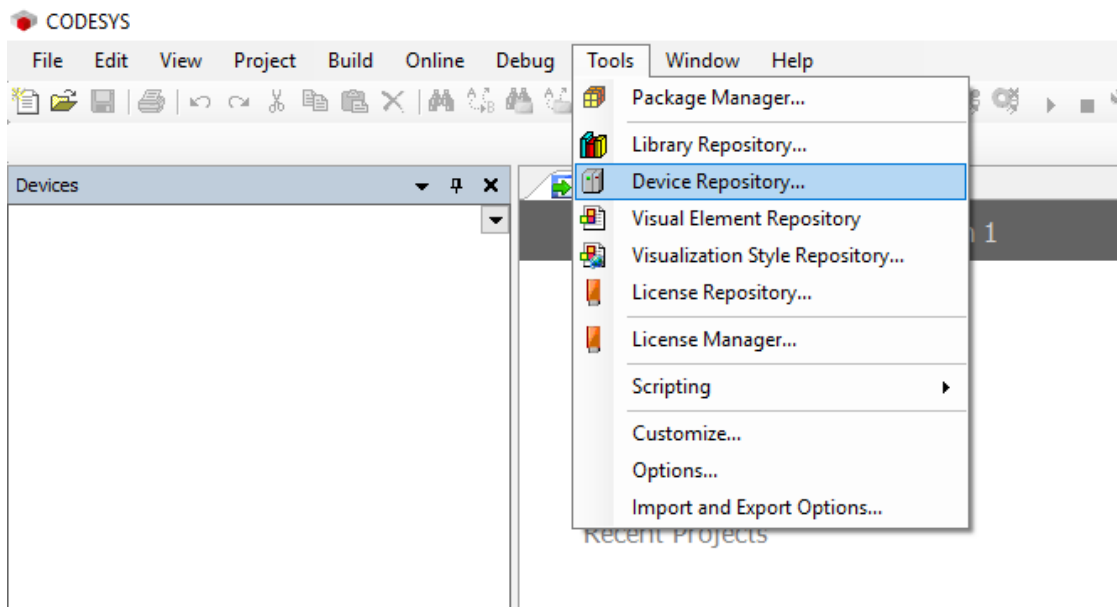 CODESYS
File Edit View Project Build Online Debug Tools Window Help
Package Manager...
Library Repository...
Devices
Device Repository...
Visual Element Repository
1
Visualization Style Repository...
License Repository...
License Manager...
Scripting
Customize...
Options...
Import and Export Options...
Recent Projects